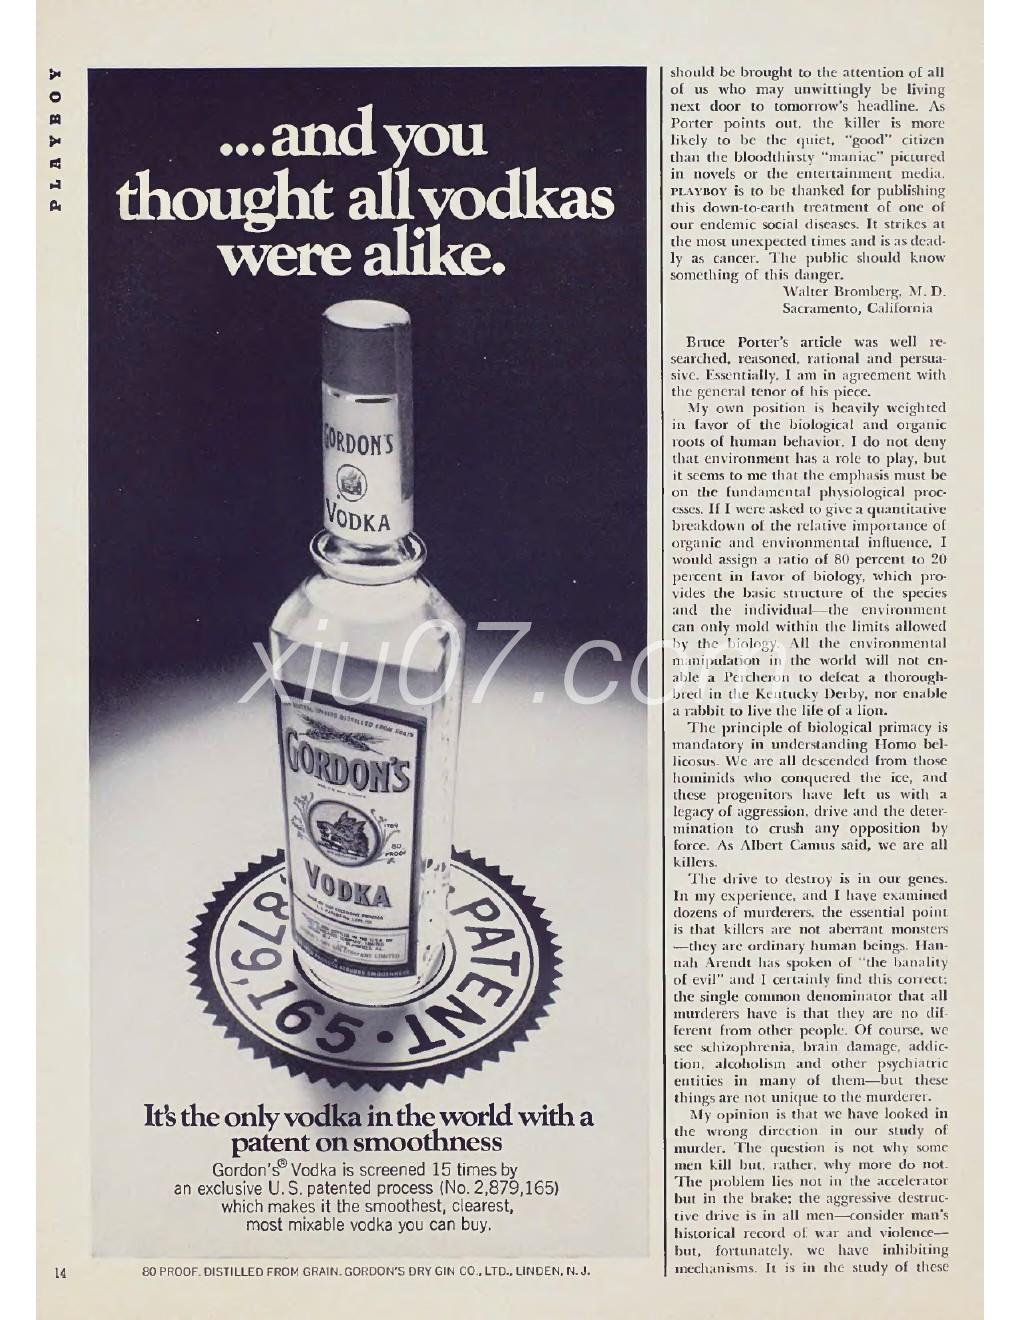 PLAYBOY
...and you
thought all vodkas
were alike.
GORDON'S
VODKA
GORDON'S
80
PROOF
VODKA
PATENT • 2,879,165
xiu07.com
It's the only vodka in the world with a
patent on smoothness
Gordon's® Vodka is screened 15 times by
an exclusive U.S. patented process (No. 2,879,165)
which makes it the smoothest, clearest,
most mixable vodka you can buy.
14
80 PROOF. DISTILLED FROM GRAIN. GORDON'S DRY GIN CO., LTD., LINDEN, N. J.
should be brought to the attention of all
of us who may unwittingly be living
next door to tomorrow's headline. As
Porter points out, the killer is more
likely to be the quiet, "good" citizen
than the bloodthirsty "maniac" pictured
in novels or the entertainment media.
PLAYBOY is to be thanked for publishing
this down-to-earth treatment of one of
our endemic social diseases. It strikes at
the most unexpected times and is as dead-
ly as cancer. The public should know
something of this danger.
Walter Bromberg, M. D.
Sacramento, California
Bruce Porter's article was well re-
searched, reasoned, rational and persua-
sive. Essentially, I am in agreement with
the general tenor of his piece.
My own position is heavily weighted
in favor of the biological and organic
roots of human behavior. I do not deny
that environment has a role to play, but
it seems to me that the emphasis must be
on the fundamental physiological proc-
esses. If I were asked to give a quantitative
breakdown of the relative importance of
organic and environmental influence, I
would assign a ratio of 80 percent to 20
percent in favor of biology, which pro-
vides the basic structure of the species
and the individual—the environment
can only mold within the limits allowed
by the biology. All the environmental
manipulation in the world will not en-
able a Percheron to defeat a thorough-
bred in the Kentucky Derby, nor enable
a rabbit to live the life of a lion.
The principle of biological primacy is
mandatory in understanding Homo bel-
licosus. We are all descended from those
hominids who conquered the ice, and
these progenitors have left us with a
legacy of aggression, drive and the deter-
mination to crush any opposition by
force. As Albert Camus said, we are all
killers.
The drive to destroy is in our genes.
In my experience, and I have examined
dozens of murderers, the essential point
is that killers are not aberrant monsters
—they are ordinary human beings. Han-
nah Arendt has spoken of "the banality
of evil" and I certainly find this correct;
the single common denominator that all
murderers have is that they are no dif-
ferent from other people. Of course, we
see schizophrenia, brain damage, addic-
tion, alcoholism and other psychiatric
entities in many of them—but these
things are not unique to the murderer.
My opinion is that we have looked in
the wrong direction in our study of
murder. The question is not why some
men kill but, rather, why more do not.
The problem lies not in the accelerator
but in the brake; the aggressive destruc-
tive drive is in all men—consider man's
historical record of war and violence—
but, fortunately, we have inhibiting
mechanisms. It is in the study of these